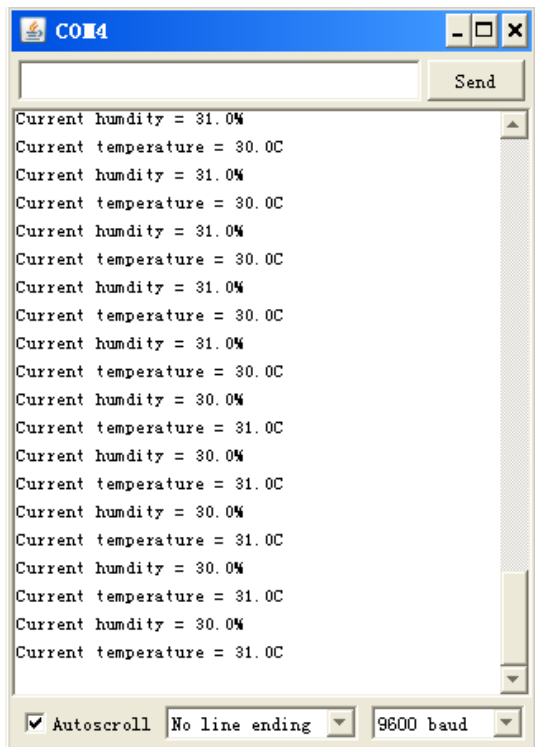 COM4
Send
Current humdity = 31.0%
Current temperature = 30.0C
Current humdity = 31.0%
Current temperature = 30.0C
Current humdity = 31.0%
Current temperature = 30.0C
Current humdity = 31.0%
Current temperature = 30.0C
Current humdity = 31.0%
Current temperature = 30.0C
Current humdity = 30.0%
Current temperature = 31.0C
Current humdity = 30.0%
Current temperature = 31.0C
Current humdity = 30.0%
Current temperature = 31.0C
Current humdity = 30.0%
Current temperature = 31.0C
Current humdity = 30.0%
Current temperature = 31.0C
Autoscroll No line ending 9600 baud